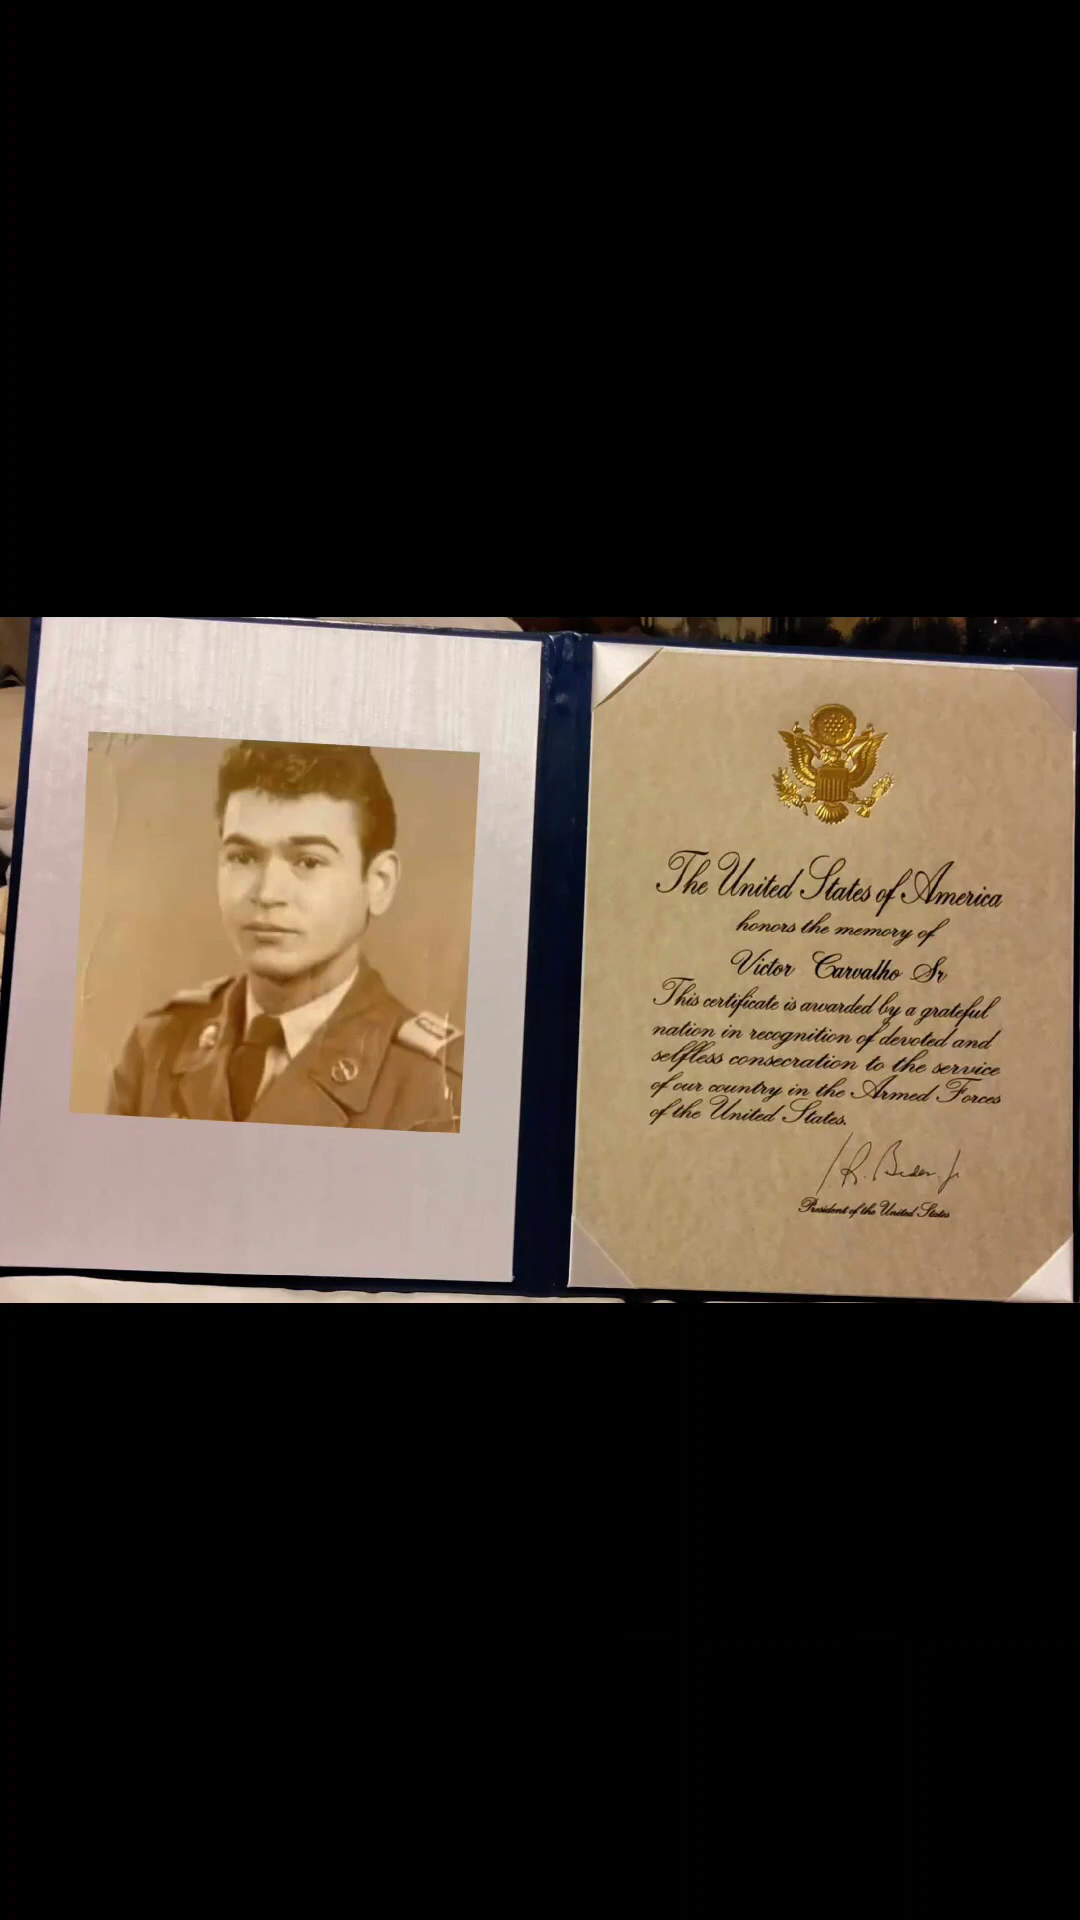 The United States of America
honors the memory of
Victor Carvalho Sr
This certificate is awarded by a grateful
nation in recognition of devoted and
selfless consecration to the service
of our country in the Armed Forces
of the United States.
J. R. Biden Jr
President of the United States